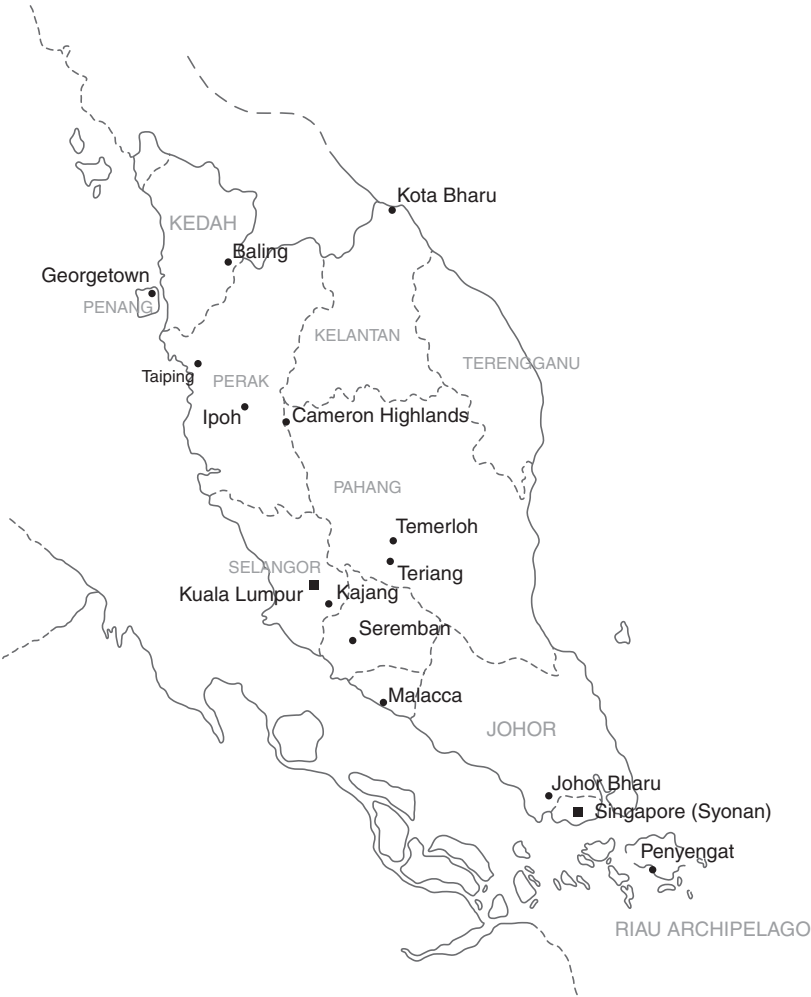 Kota Bharu
KEDAH
Baling
Georgetown
PENANG
KELANTAN
TERENGGANU
Taiping
PERAK
Ipoh
Cameron Highlands
PAHANG
Temerloh
SELANGOR
Teriang
Kuala Lumpur
Kajang
Seremban
Malacca
JOHOR
Johor Bharu
Singapore (Syonan)
Penyengat
RIAU ARCHIPELAGO